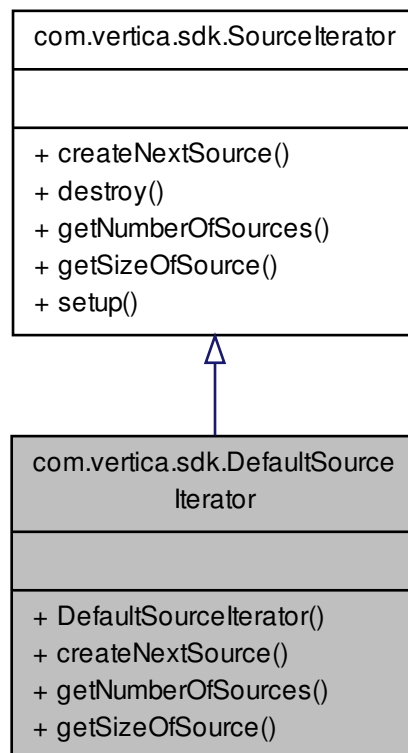 com.vertica.sdk.SourceIterator
+ createNextSource()
+ destroy()
+ getNumberOfSources()
+ getSizeOfSource()
+ setup()
com.vertica.sdk.DefaultSource
Iterator
+ DefaultSourceIterator()
+ createNextSource()
+ getNumberOfSources()
+ getSizeOfSource()